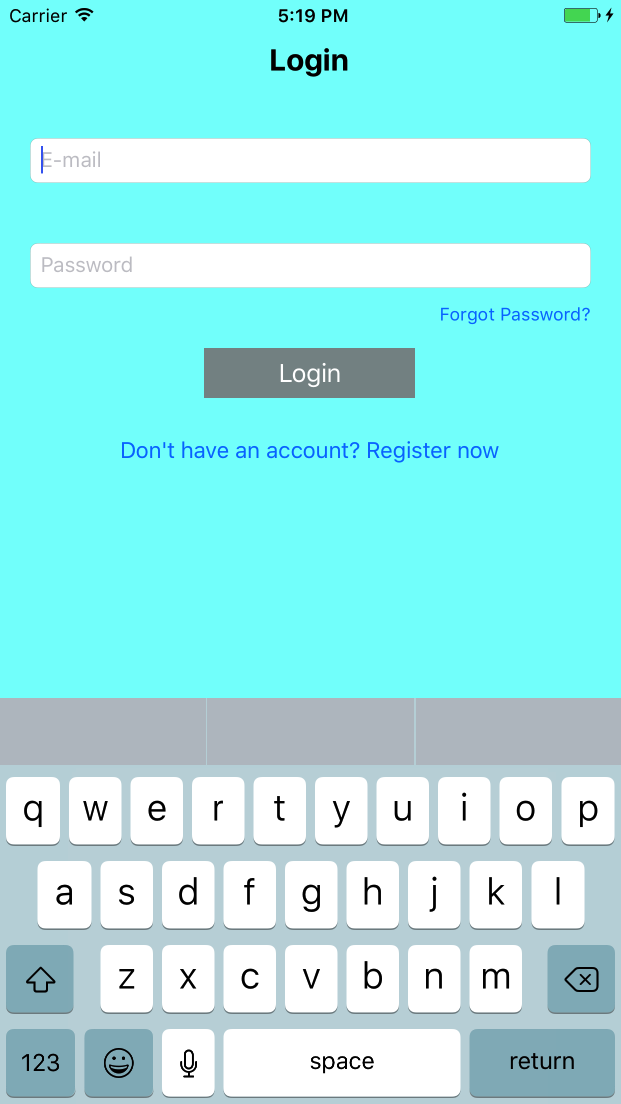 Carrier 5:19 PM
Login
E-mail
Password
Forgot Password?
Login
Don't have an account? Register now
q w e r t y u i o p
a s d f g h j k l
z x c v b n m
123 space return